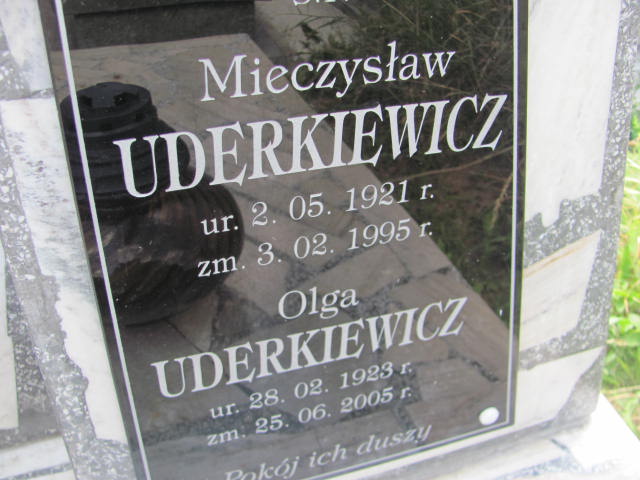 Mieczysław
UDERKIEWICZ
ur. 2. 05. 1921 r.
zm. 3. 02. 1995 r.
Olga
UDERKIEWICZ
ur. 28. 02. 1923 r.
zm. 25. 06. 2005 r.
Pokój ich duszy